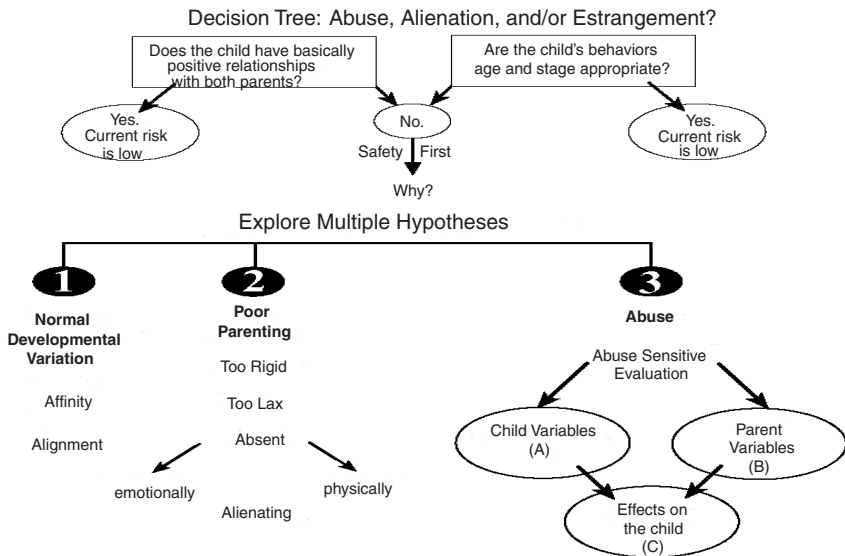 Decision Tree: Abuse, Alienation, and/or Estrangement?
Does the child have basically
positive relationships
with both parents?
Are the child's behaviors
age and stage appropriate?
Yes.
Current risk
is low
No.
Yes.
Current risk
is low
Safety First
Why?
Explore Multiple Hypotheses
1
Normal
Developmental
Variation
Affinity
Alignment
2
Poor
Parenting
Too Rigid
Too Lax
Absent
emotionally
physically
Alienating
3
Abuse
Abuse Sensitive
Evaluation
Child Variables
(A)
Parent
Variables
(B)
Effects on
the child
(C)